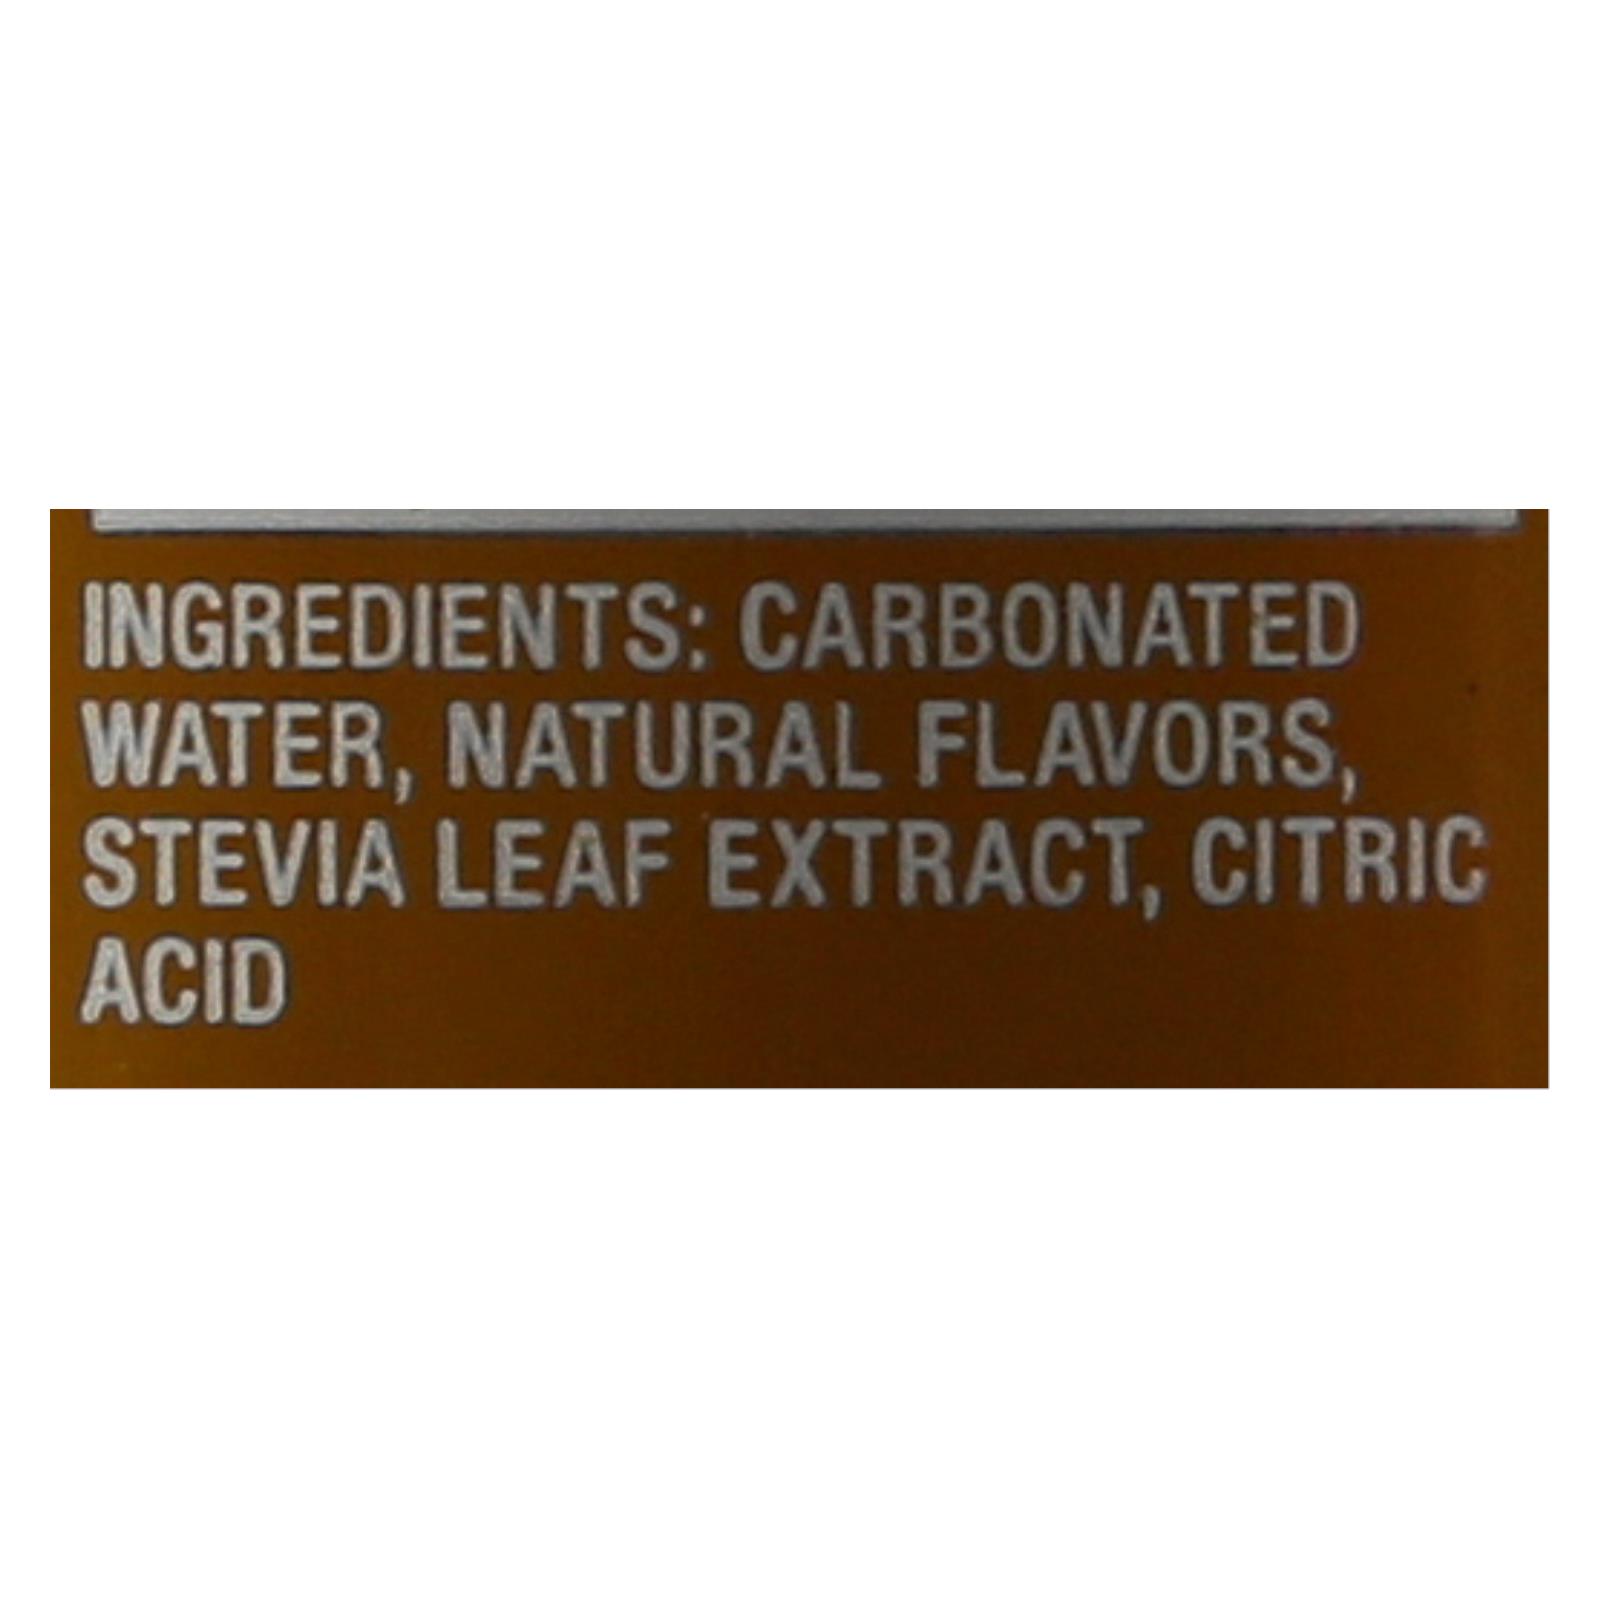 INGREDIENTS: CARBONATED
WATER, NATURAL FLAVORS,
STEVIA LEAF EXTRACT, CITRIC
ACID